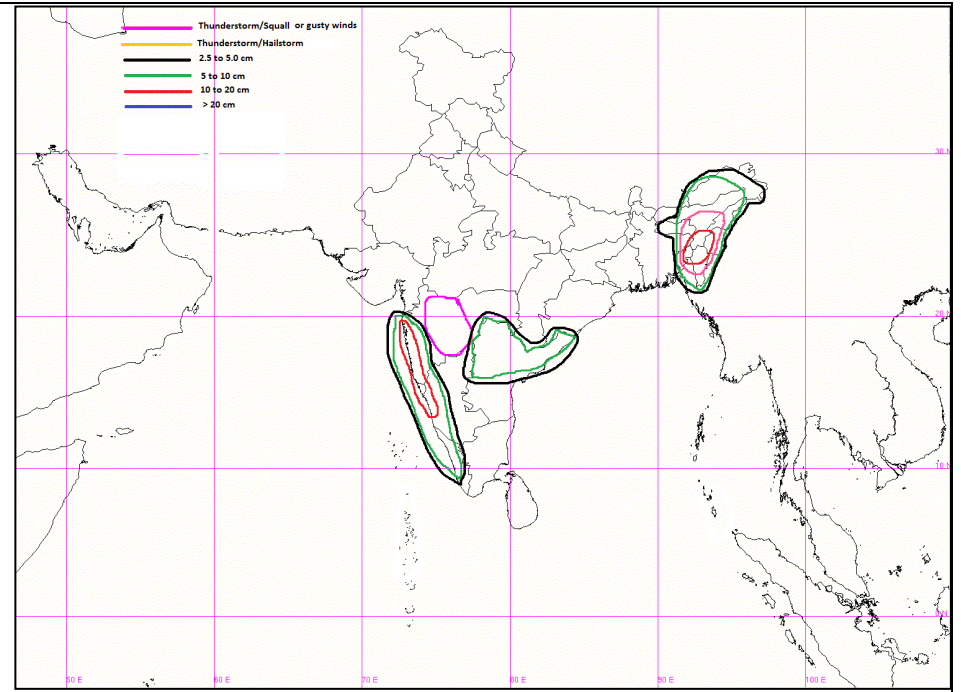 Thunderstorm/Squall or gusty winds
Thunderstorm/Hailstorm
2.5 to 5.0 cm
5 to 10 cm
10 to 20 cm
> 20 cm
30 N
20 N
10 N
0 N
50 E
60 E
70 E
80 E
90 E
100 E